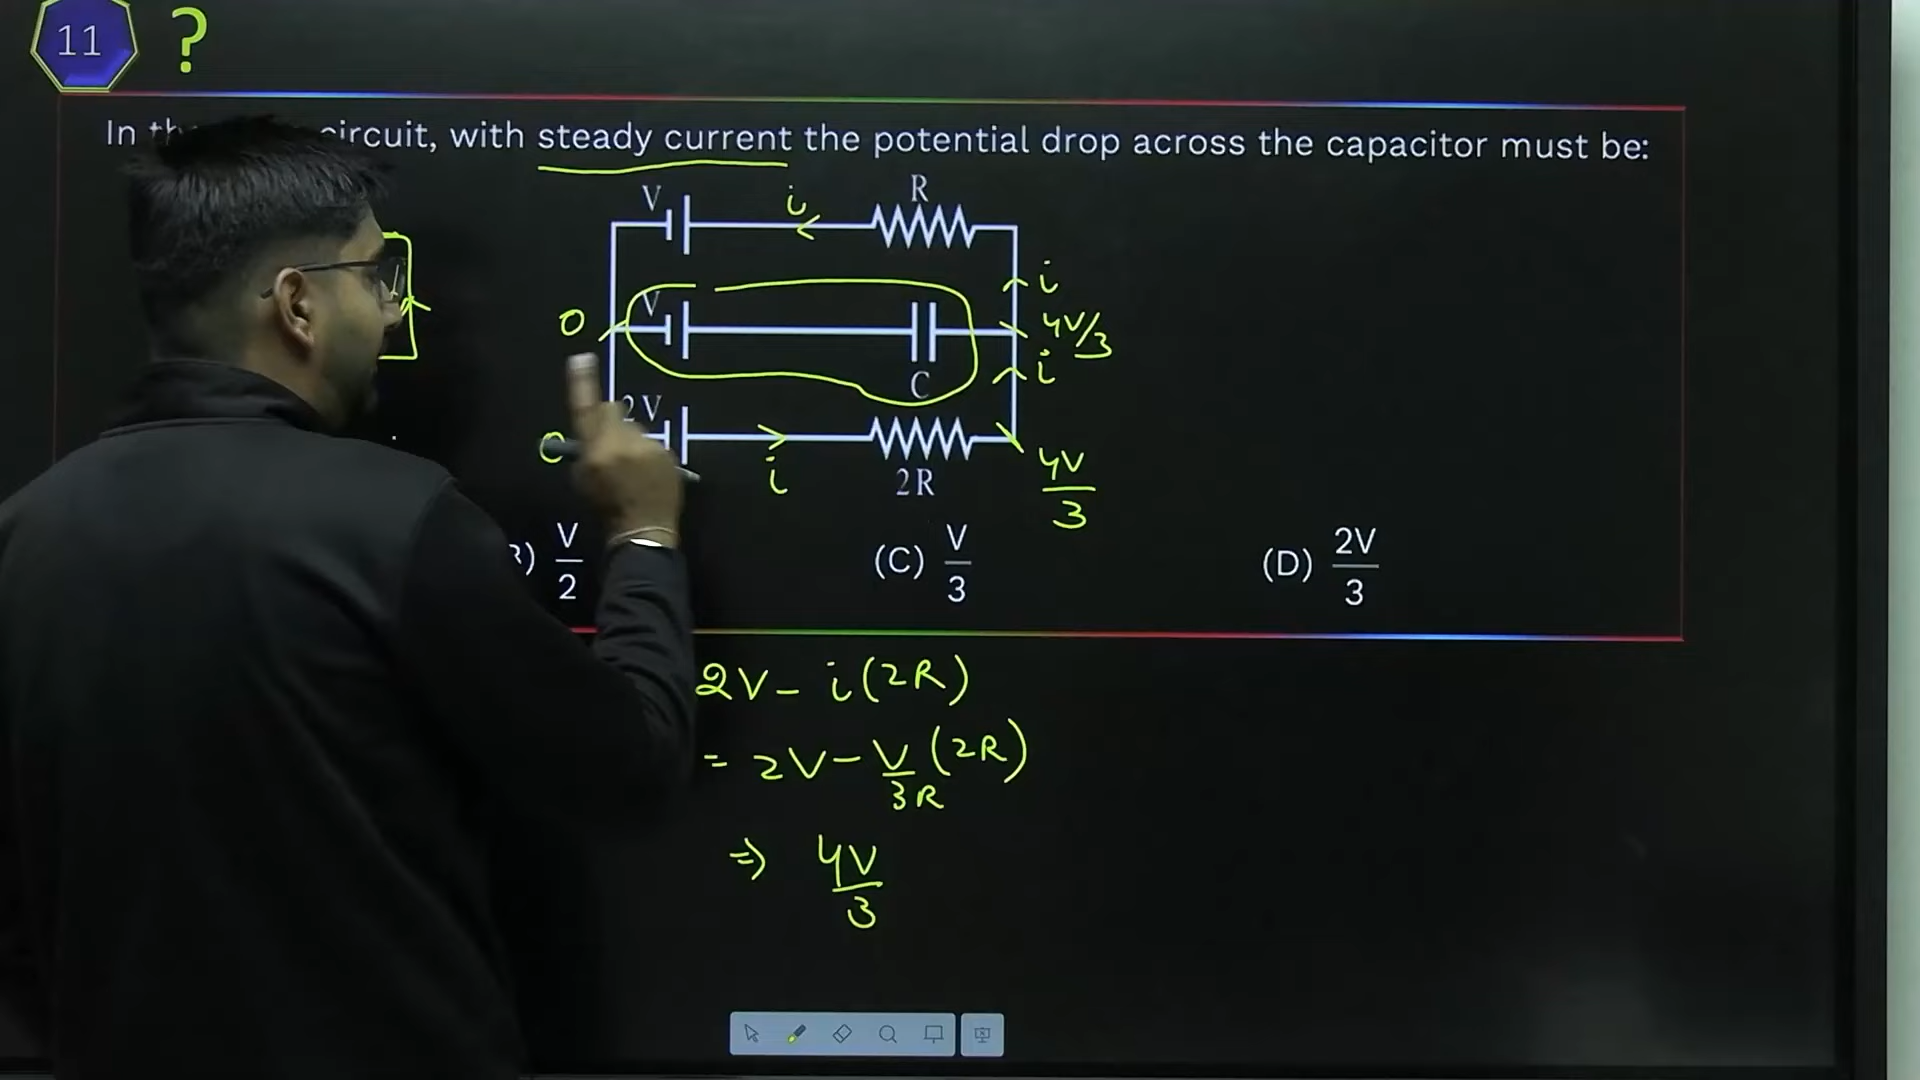 11 ?
In circuit, with steady current the potential drop across the capacitor must be:
V i R
i
0 V 4V/3
i
C
2V
i 2R 4V/3
V/2 (C) V/3 (D) 2V/3
2V - i(2R)
= 2V - V/3R (2R)
⇒ 4V/3